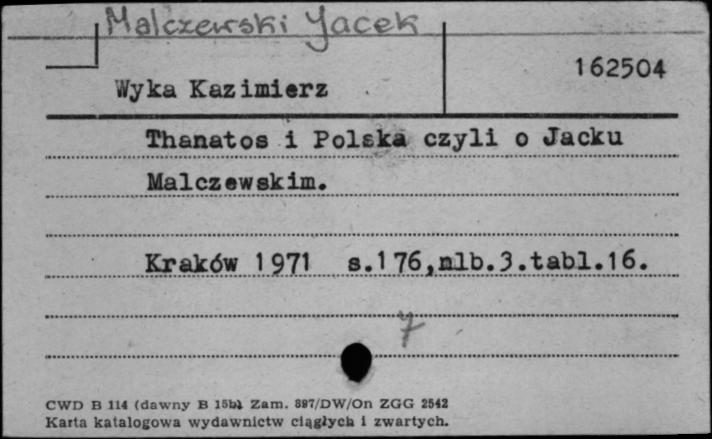 Malczewski Jacek
162504
Wyka Kazimierz
Thanatos i Polska czyli o Jacku
Malczewskim.
Kraków 1971 s.176,nlb.3.tabl.16.
7
CWD B 114 (dawny B 15b) Zam. 897/DW/On ZGG 2542
Karta katalogowa wydawnictw ciągłych i zwartych.